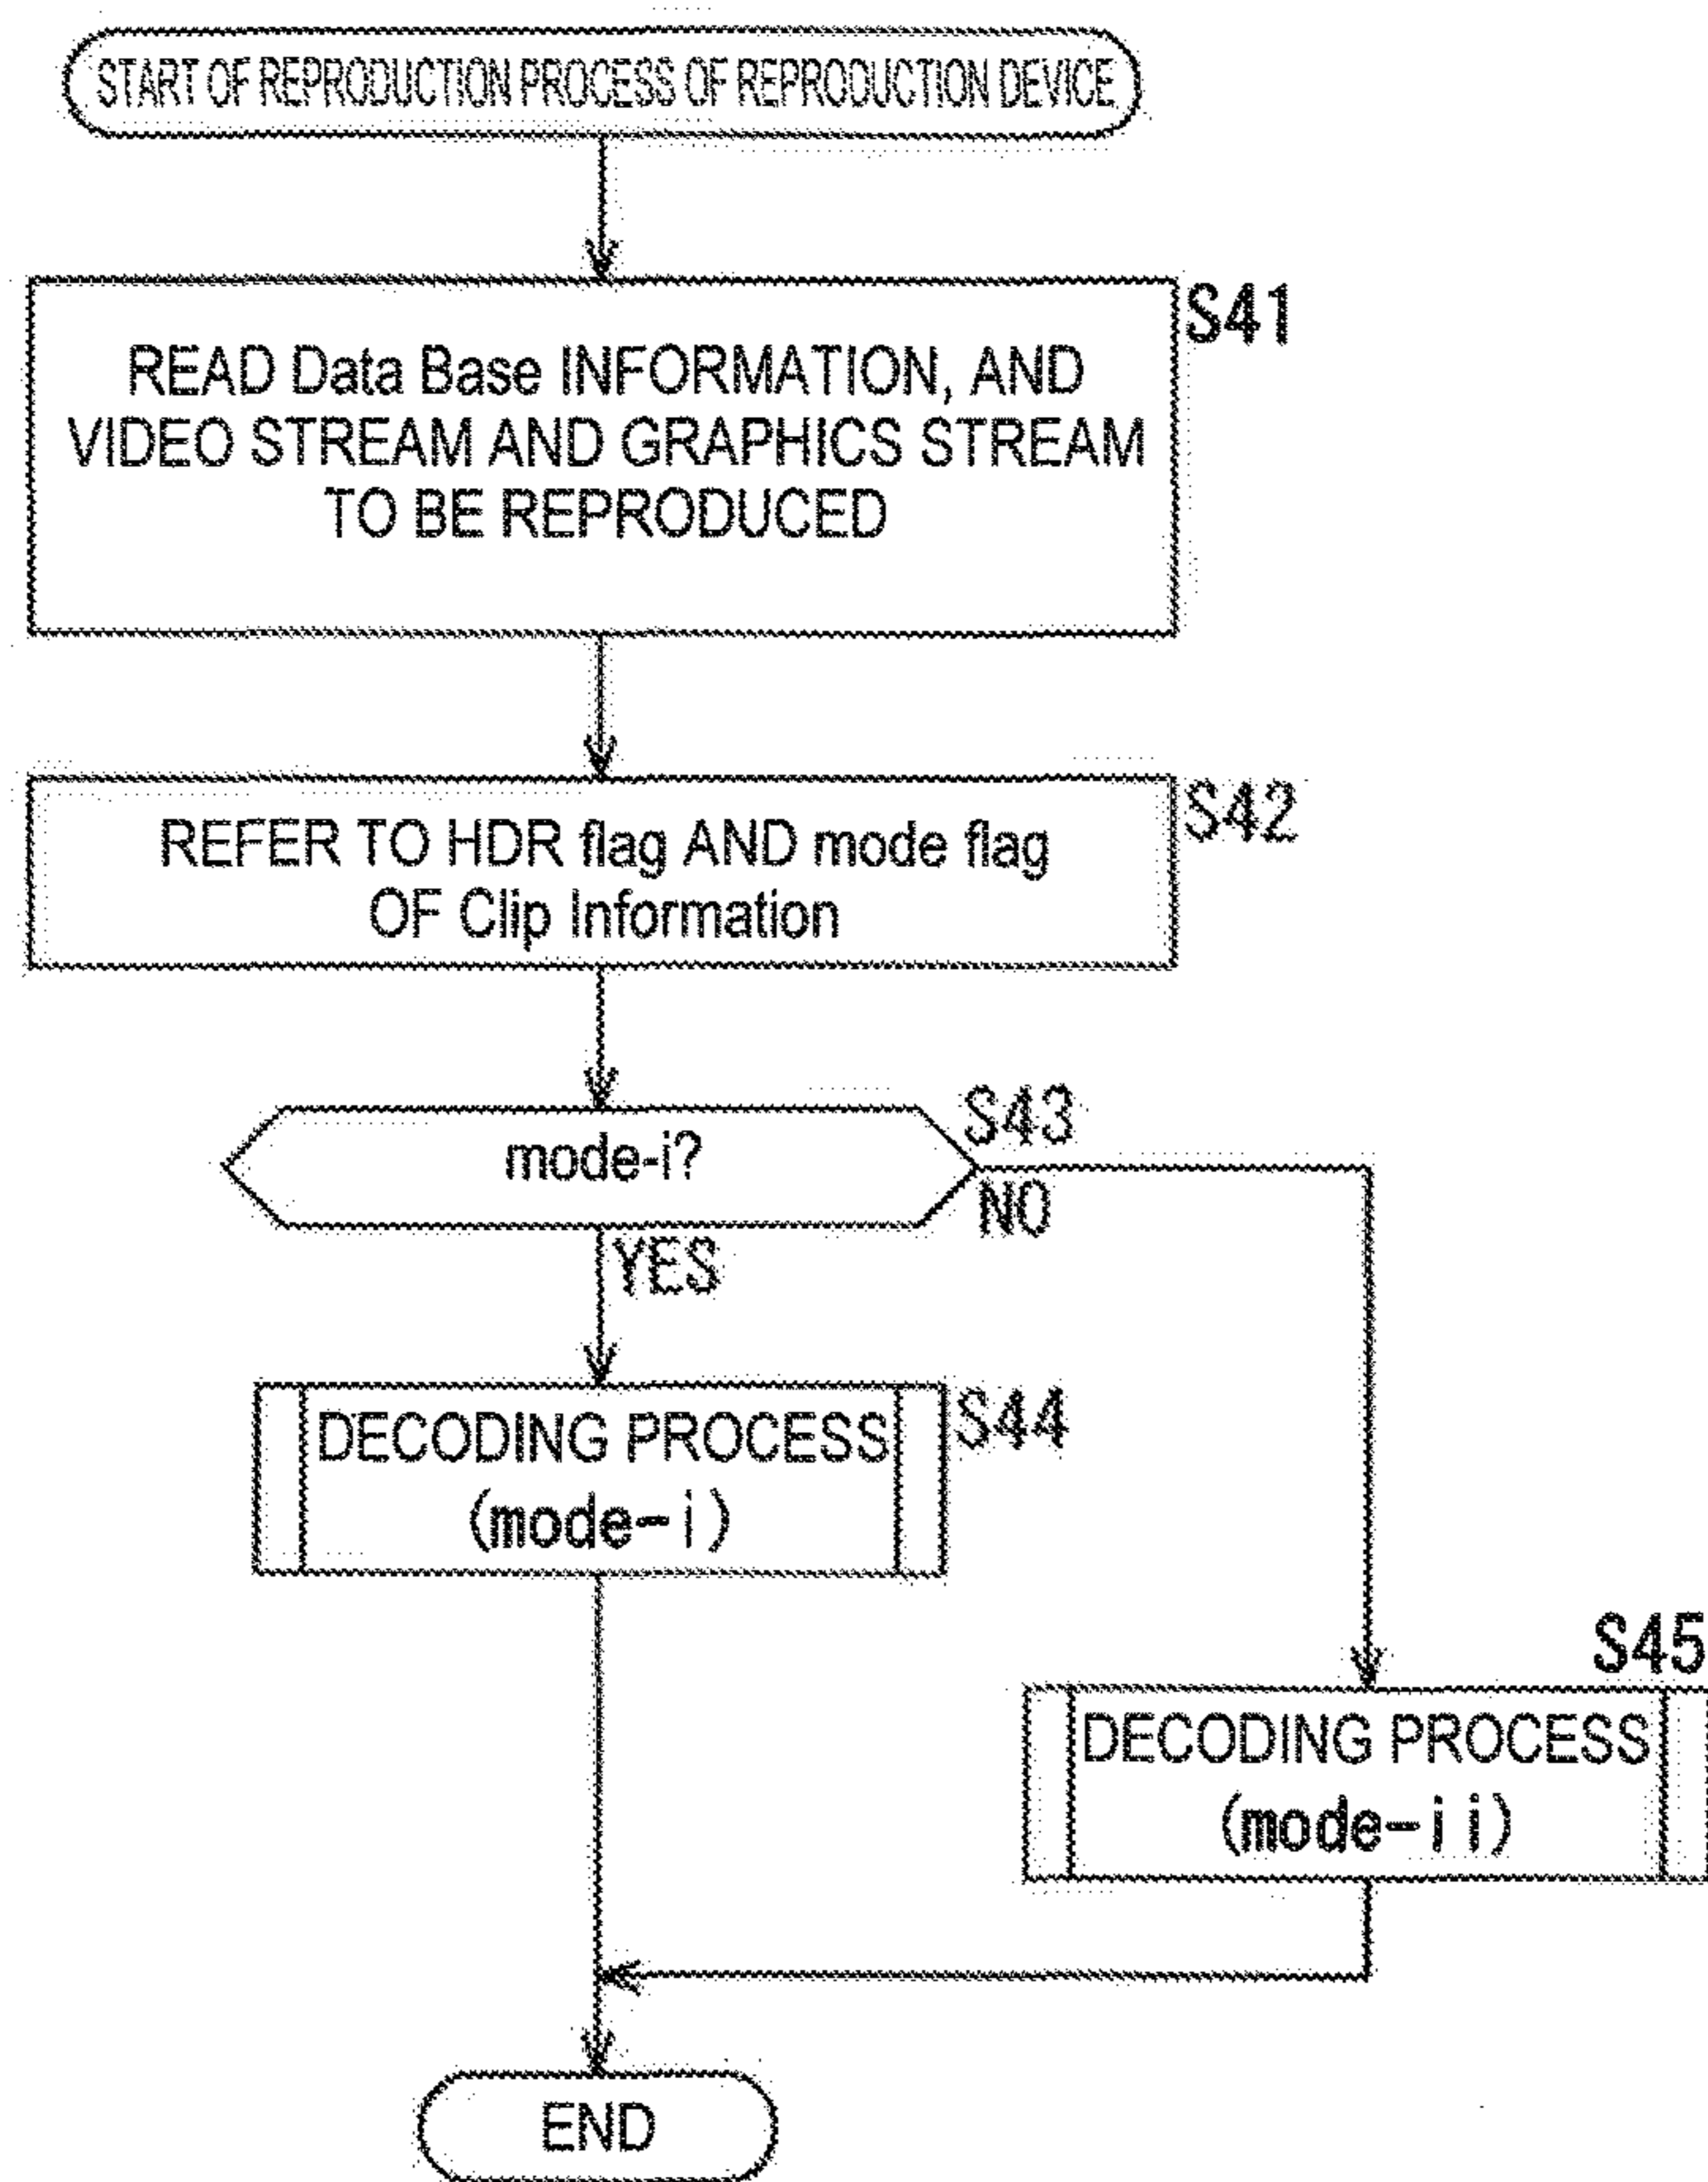 START OF REPRODUCTION PROCESS OF REPRODUCTION DEVICE
S41
READ Data Base INFORMATION, AND
VIDEO STREAM AND GRAPHICS STREAM
TO BE REPRODUCED
S42
REFER TO HDR flag AND mode flag
OF Clip Information
S43
mode-i?
NO
YES
S44
DECODING PROCESS
(mode-i)
S45
DECODING PROCESS
(mode-ii)
END